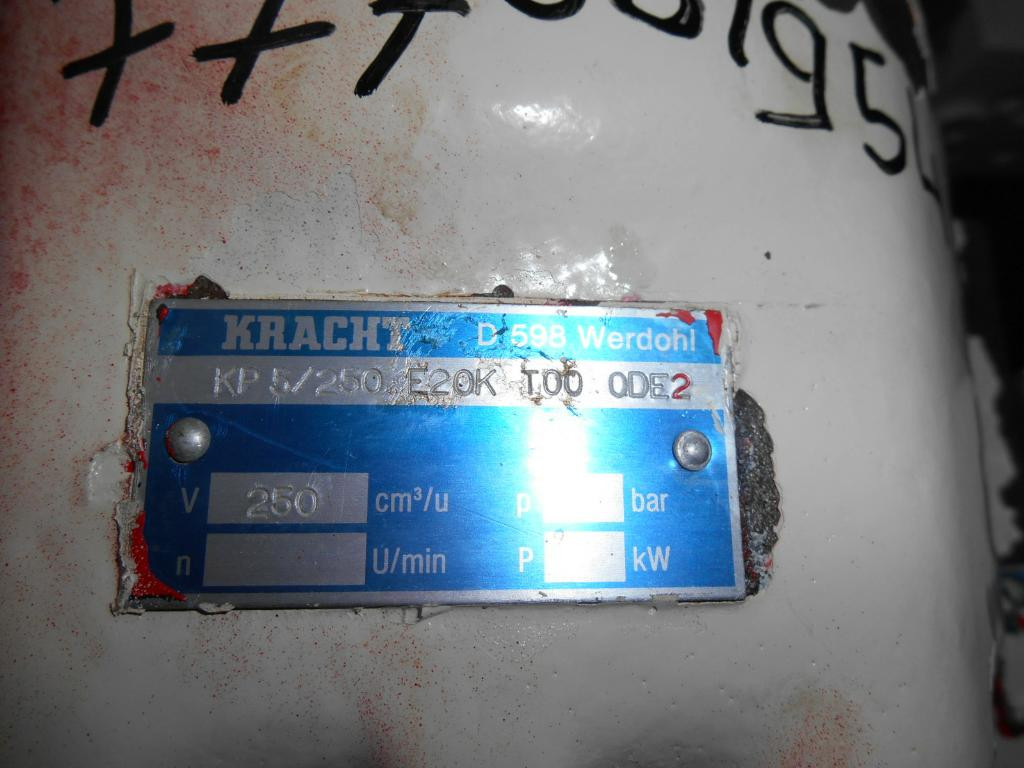 KRACHT D 598 Werdohl
KP 5/250 E20K T00 0DE2
V 250 cm³/u p bar
n U/min P kW